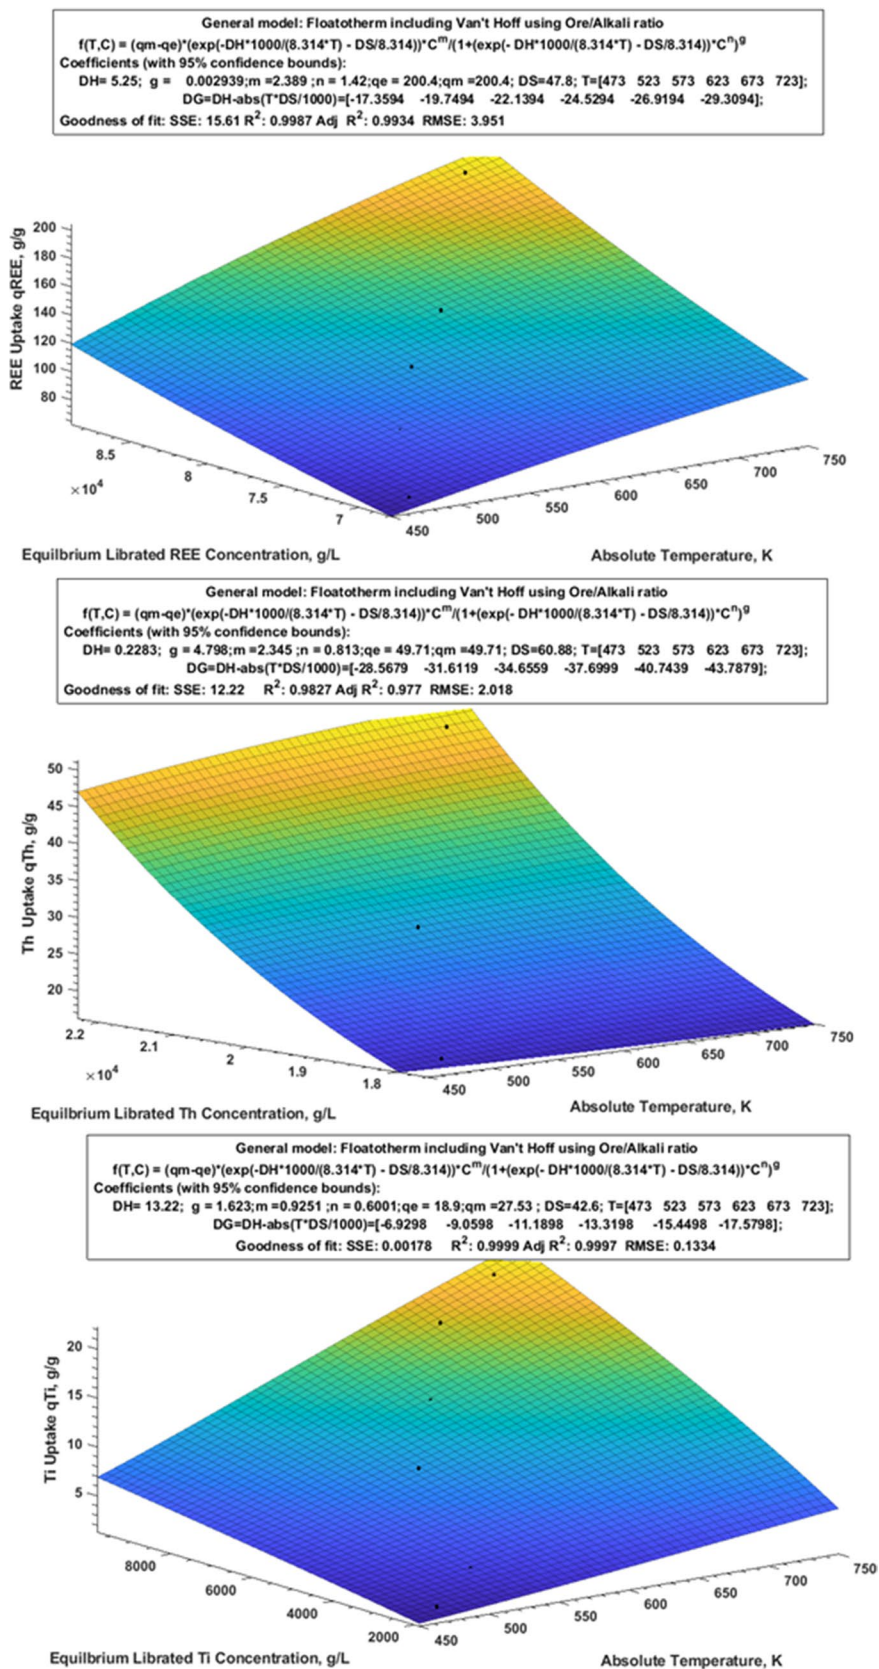 General model: Floatotherm including Van't Hoff using Ore/Alkali ratio
f(T,C) = (qm-qe)*(exp(-DH*1000/(8.314*T) - DS/8.314))*C^m/(1+(exp(- DH*1000/(8.314*T) - DS/8.314))*C^n)^g
Coefficients (with 95% confidence bounds):
DH= 5.25; g = 0.002939;m =2.389 ;n = 1.42;qe = 200.4;qm =200.4; DS=47.8; T=[473 523 573 623 673 723];
DG=DH-abs(T*DS/1000)=[-17.3594 -19.7494 -22.1394 -24.5294 -26.9194 -29.3094];
Goodness of fit: SSE: 15.61 R^2: 0.9987 Adj R^2: 0.9934 RMSE: 3.951
REE Uptake qREE, g/g
200
180
160
140
120
100
80
8.5
8
7.5
7
×10^4
450
500
550
600
650
700
750
Equilbrium Librated REE Concentration, g/L
Absolute Temperature, K
General model: Floatotherm including Van't Hoff using Ore/Alkali ratio
f(T,C) = (qm-qe)*(exp(-DH*1000/(8.314*T) - DS/8.314))*C^m/(1+(exp(- DH*1000/(8.314*T) - DS/8.314))*C^n)^g
Coefficients (with 95% confidence bounds):
DH= 0.2283; g = 4.798;m =2.345 ;n = 0.813;qe = 49.71;qm =49.71; DS=60.88; T=[473 523 573 623 673 723];
DG=DH-abs(T*DS/1000)=[-28.5679 -31.6119 -34.6559 -37.6999 -40.7439 -43.7879];
Goodness of fit: SSE: 12.22 R^2: 0.9827 Adj R^2: 0.977 RMSE: 2.018
Th Uptake qTh, g/g
50
45
40
35
30
25
20
2.2
2.1
2
1.9
1.8
×10^4
450
500
550
600
650
700
750
Equilbrium Librated Th Concentration, g/L
Absolute Temperature, K
General model: Floatotherm including Van't Hoff using Ore/Alkali ratio
f(T,C) = (qm-qe)*(exp(-DH*1000/(8.314*T) - DS/8.314))*C^m/(1+(exp(- DH*1000/(8.314*T) - DS/8.314))*C^n)^g
Coefficients (with 95% confidence bounds):
DH= 13.22; g = 1.623;m =0.9251 ;n = 0.6001;qe = 18.9;qm =27.53 ; DS=42.6; T=[473 523 573 623 673 723];
DG=DH-abs(T*DS/1000)=[-6.9298 -9.0598 -11.1898 -13.3198 -15.4498 -17.5798];
Goodness of fit: SSE: 0.00178 R^2: 0.9999 Adj R^2: 0.9997 RMSE: 0.1334
Ti Uptake qTi, g/g
20
15
10
5
8000
6000
4000
2000
450
500
550
600
650
700
750
Equilbrium Librated Ti Concentration, g/L
Absolute Temperature, K